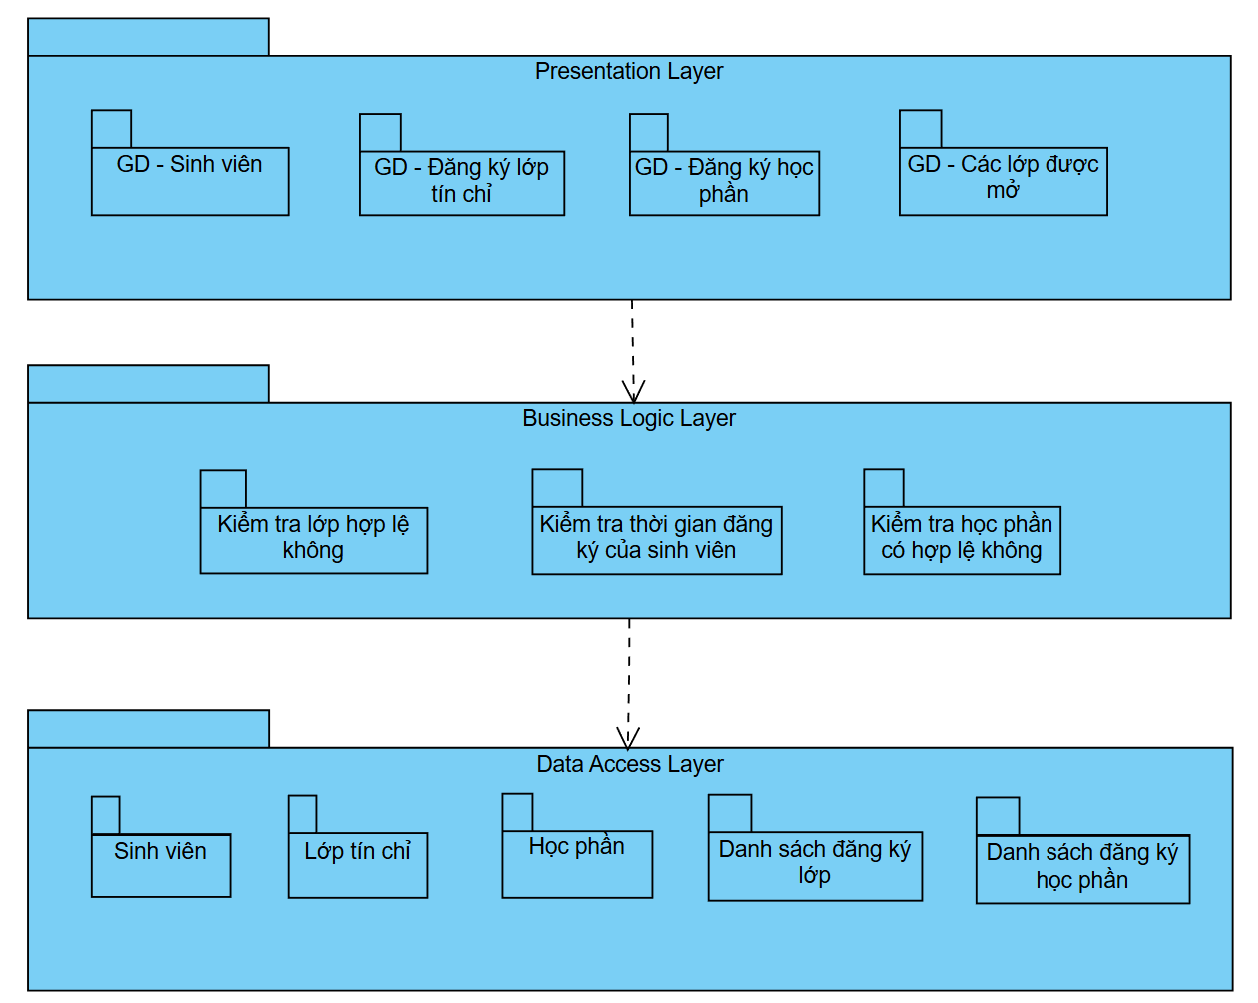 Presentation Layer
GD - Sinh viên
GD - Đăng ký lớp
tín chỉ
GD - Đăng ký học
phần
GD - Các lớp được
mở
Business Logic Layer
Kiểm tra lớp hợp lệ
không
Kiểm tra thời gian đăng
ký của sinh viên
Kiểm tra học phần
có hợp lệ không
Data Access Layer
Sinh viên
Lớp tín chỉ
Học phần
Danh sách đăng ký
lớp
Danh sách đăng ký
học phần